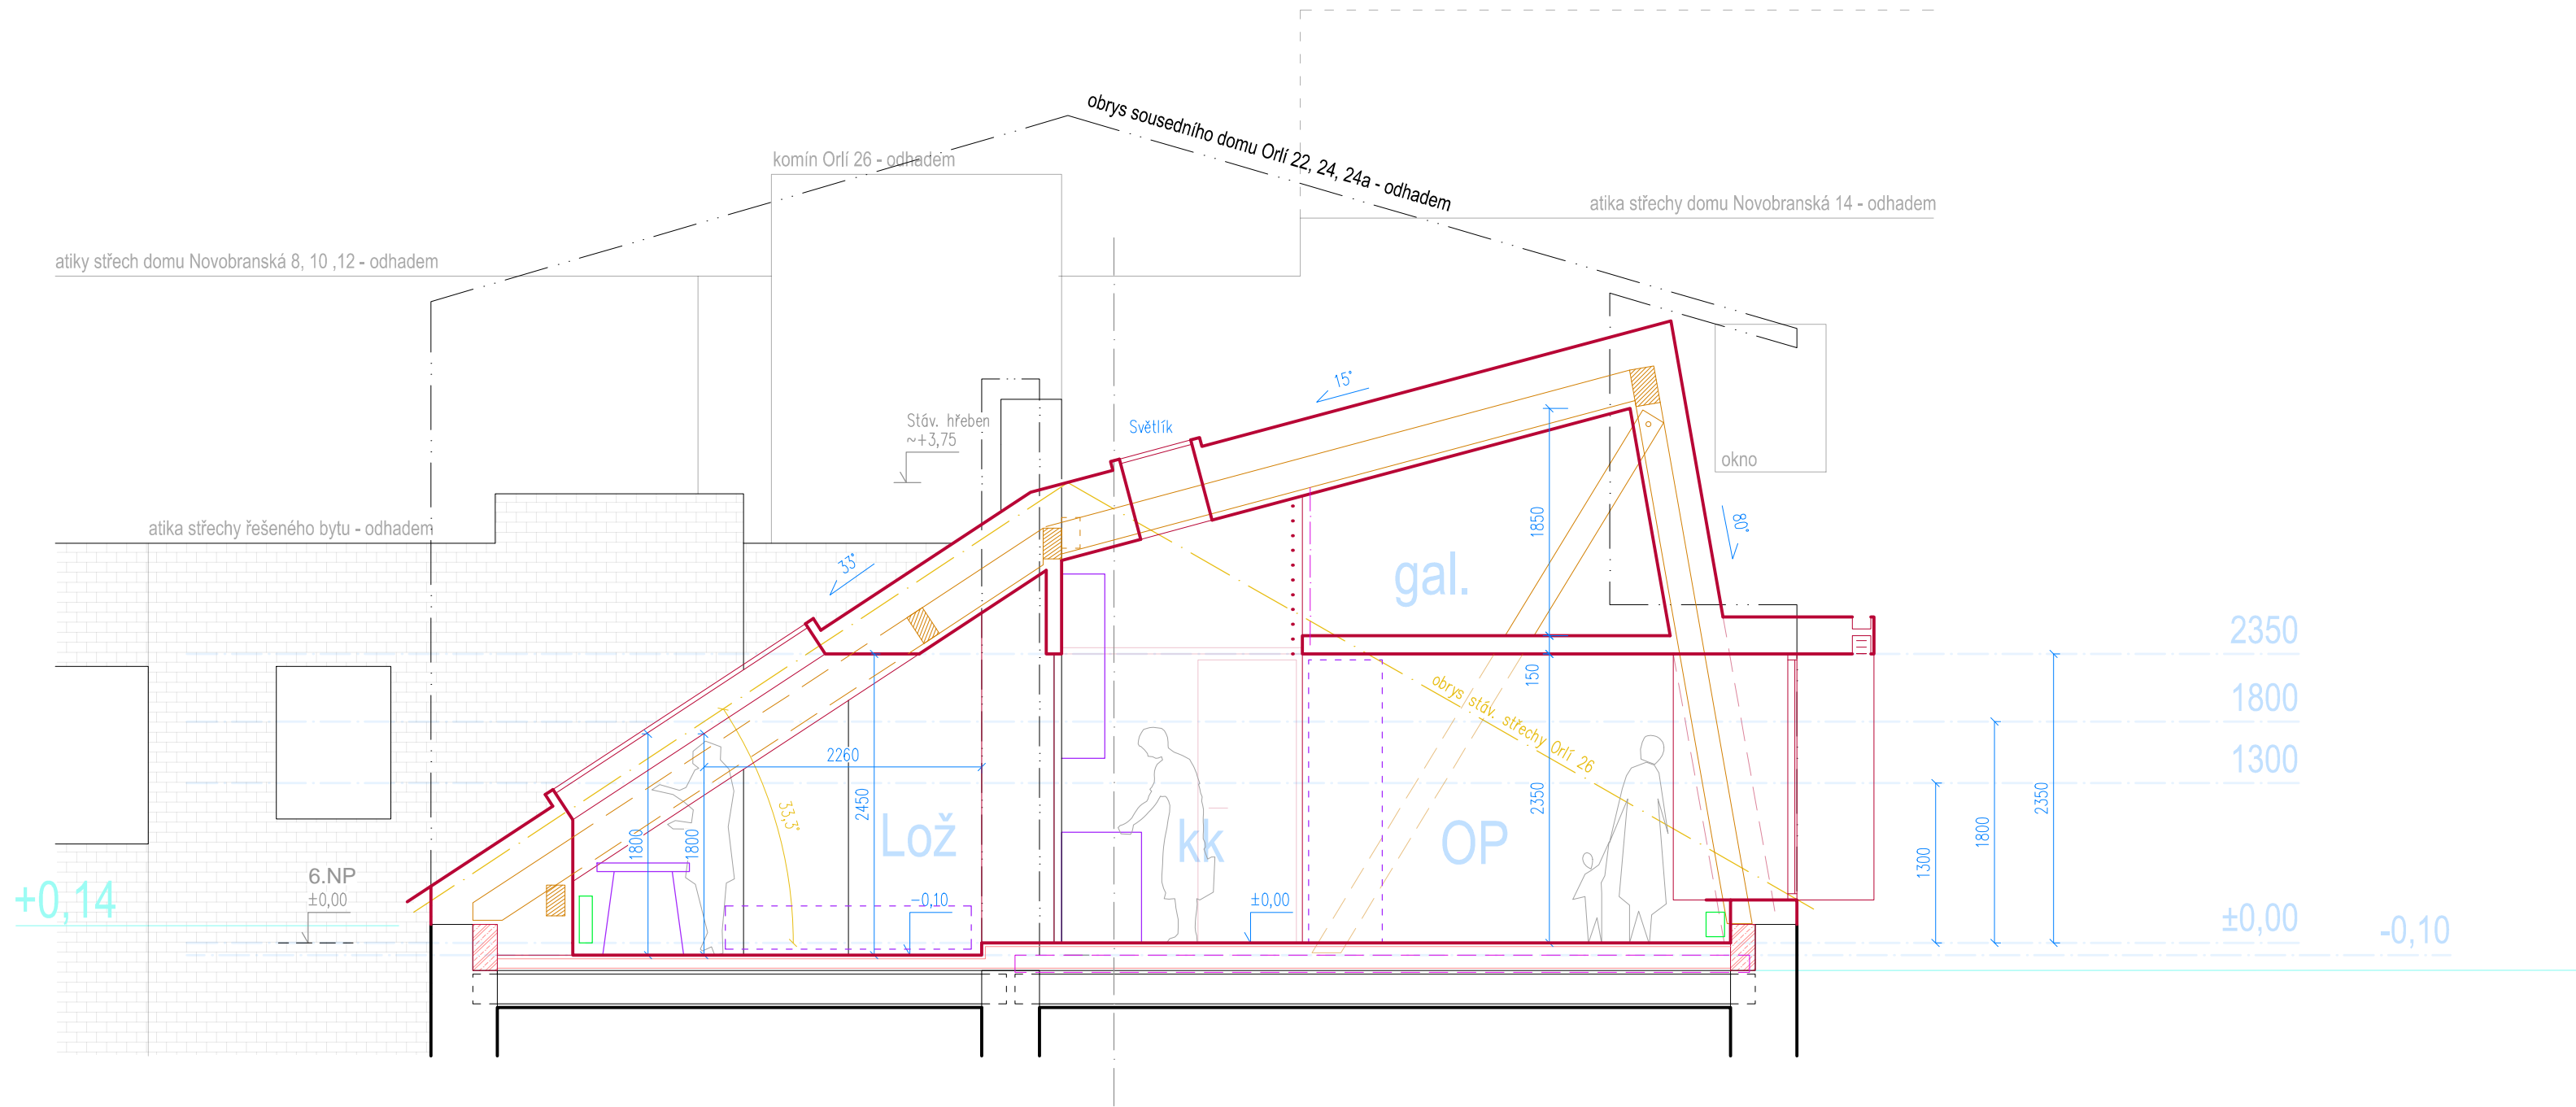 obrys sousedního domu Orlí 22, 24, 24a - odhadem
komín Orlí 26 - odhadem
atika střechy domu Novobranská 14 - odhadem
atiky střech domu Novobranská 8, 10 ,12 - odhadem
15°
Stáv. hřeben
~+3,75
Světlík
okno
atika střechy řešeného bytu - odhadem
1850
80°
33°
gal.
2350
150
obrys stáv. střechy Orlí 26
1800
2260
1300
33,3°
2450
2350
2350
1800
1800
1800
1300
Lož
kk
OP
6.NP
±0,00
+0,14
-0,10
±0,00
±0,00
-0,10